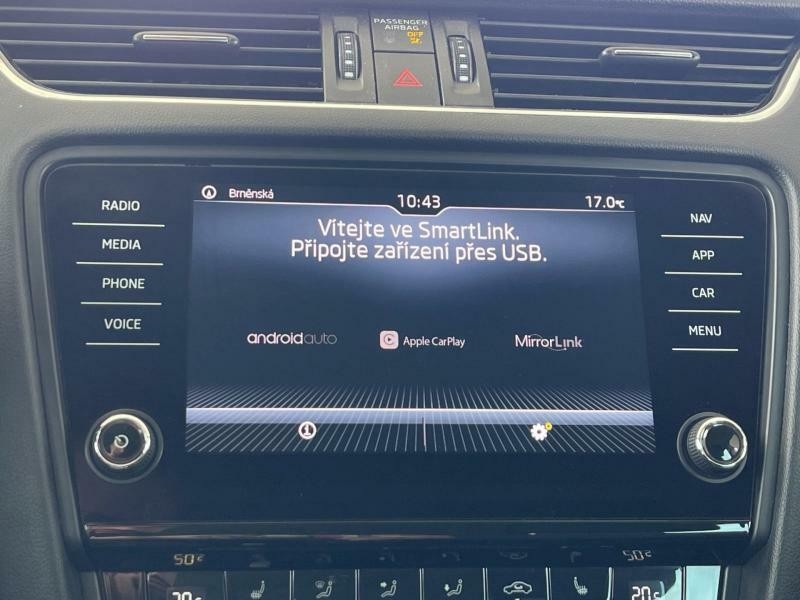 PASSENGER
AIRBAG
OFF
Brněnská
10:43
17.0°C
RADIO
MEDIA
PHONE
VOICE
Vítejte ve SmartLink.
Připojte zařízení přes USB.
androidauto
Apple CarPlay
MirrorLink
NAV
APP
CAR
MENU